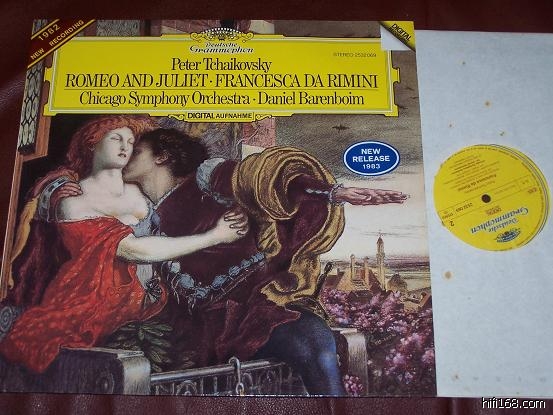 1982
NEW RECORDING
Deutsche
Grammophon
DIGITAL
STEREO 2532 069
Peter Tchaikovsky
ROMEO AND JULIET · FRANCESCA DA RIMINI
Chicago Symphony Orchestra · Daniel Barenboim
DIGITAL AUFNAHME
NEW
RELEASE
1983
2
Deutsche
Grammophon
hifi168.com